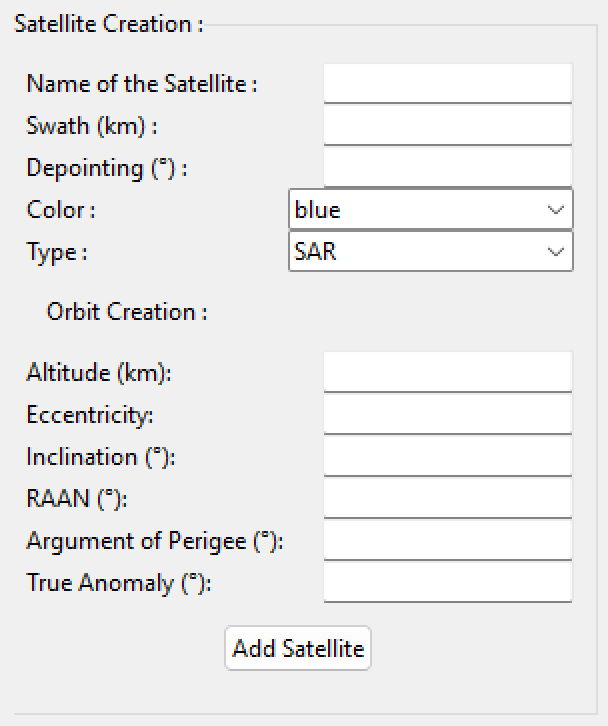 Satellite Creation :
Name of the Satellite :
Swath (km) :
Depointing (°) :
Color : blue
Type : SAR
Orbit Creation :
Altitude (km):
Eccentricity:
Inclination (°):
RAAN (°):
Argument of Perigee (°):
True Anomaly (°):
Add Satellite